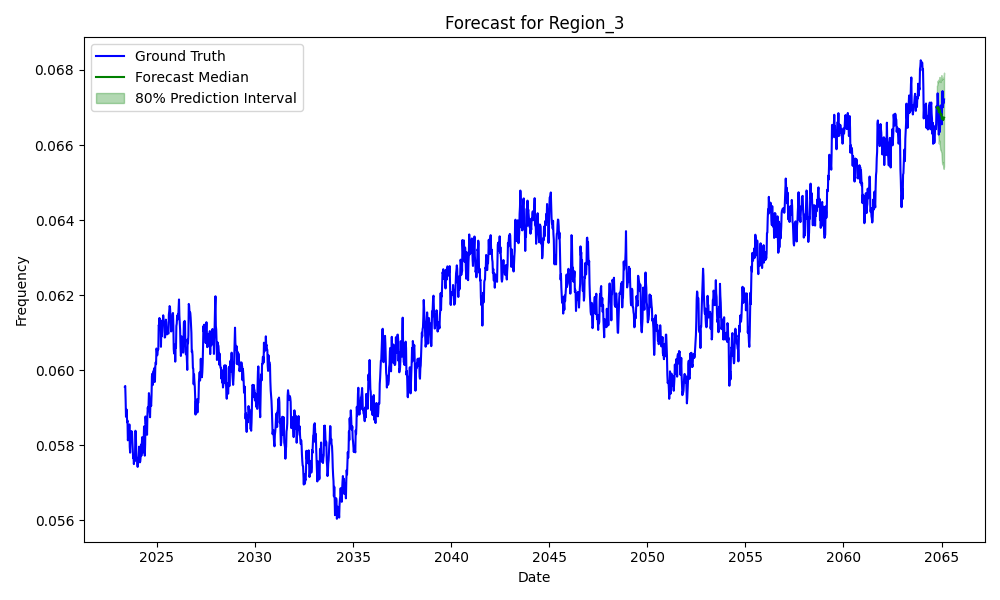 Forecast for Region_3
Ground Truth
Forecast Median
80% Prediction Interval
Frequency
0.068
0.066
0.064
0.062
0.060
0.058
0.056
2025 2030 2035 2040 2045 2050 2055 2060 2065
Date